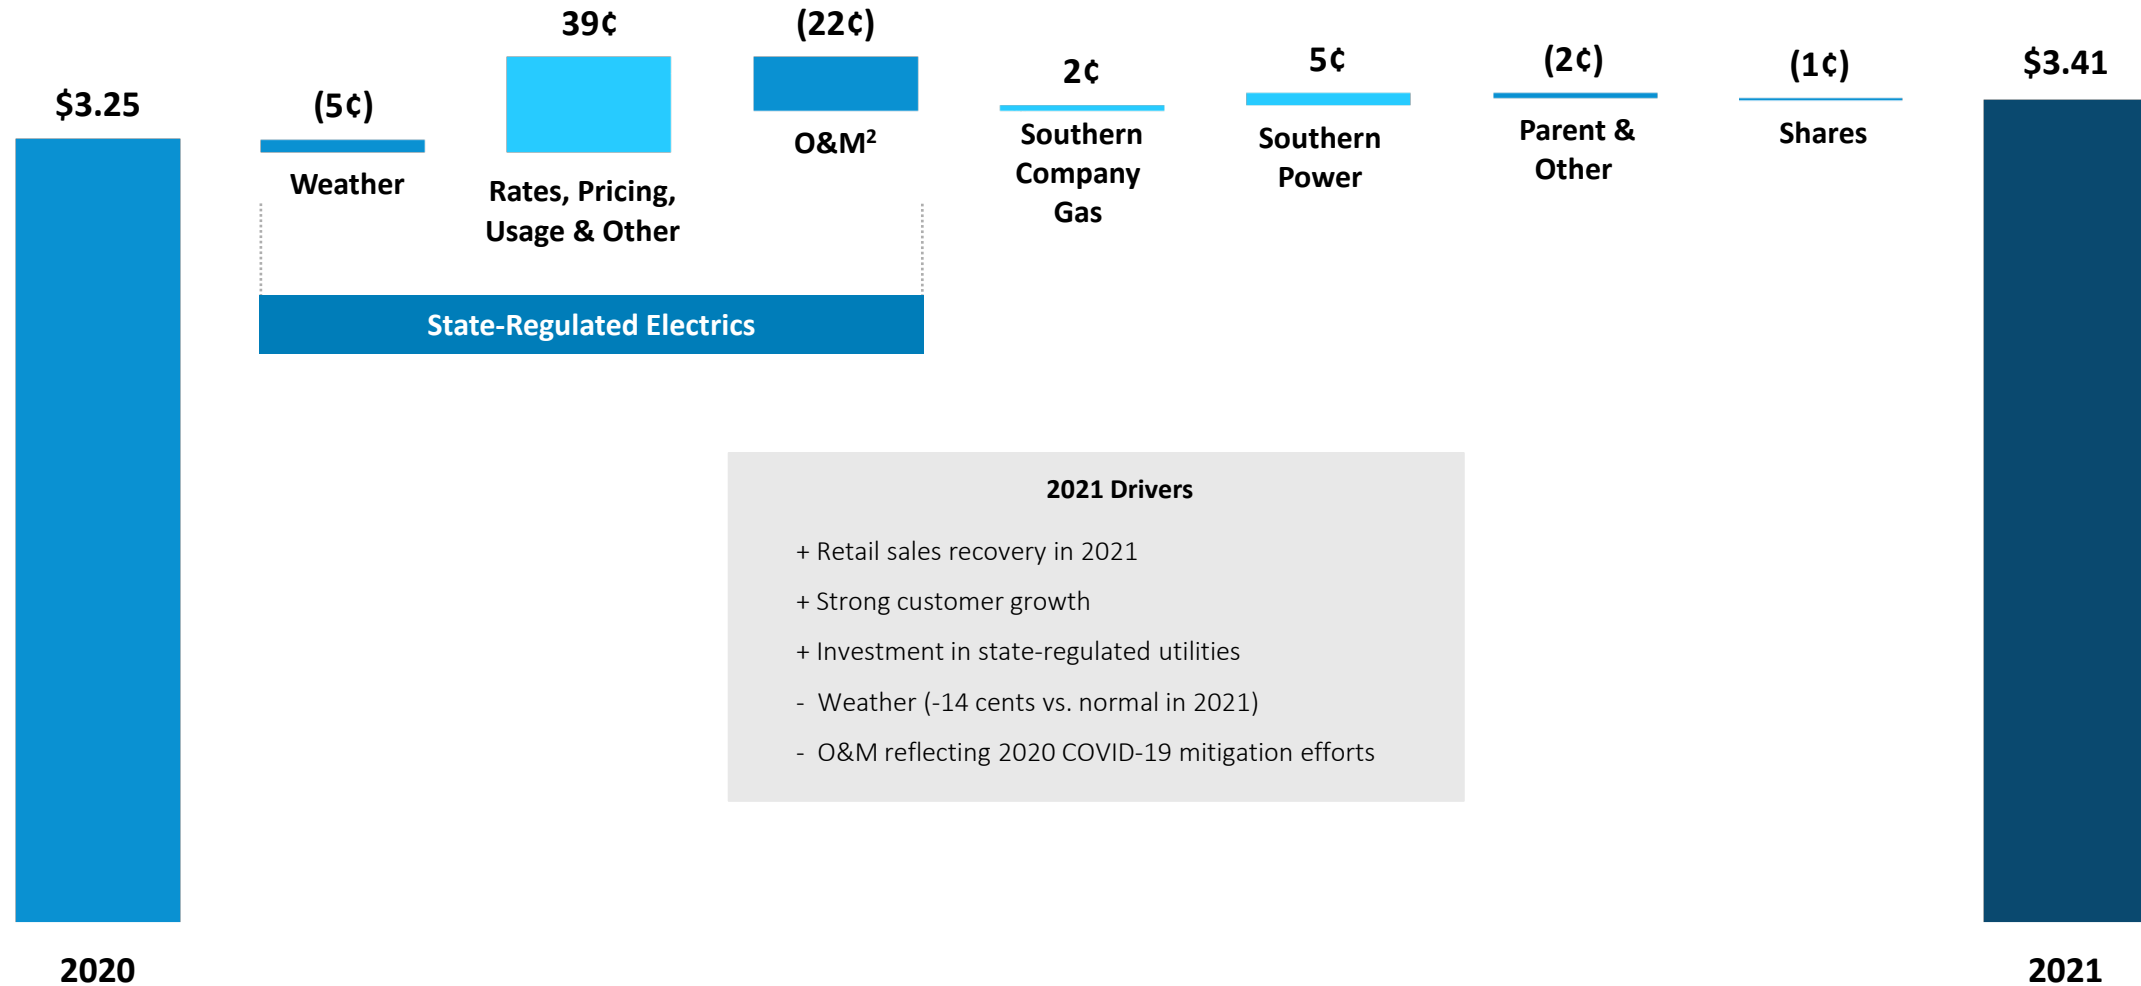 $3.25
(5¢)
39¢
(22¢)
2¢
5¢
(2¢)
(1¢)
$3.41
Weather
Rates, Pricing,
Usage & Other
O&M²
Southern
Company
Gas
Southern
Power
Parent &
Other
Shares
State-Regulated Electrics
2021 Drivers
+ Retail sales recovery in 2021
+ Strong customer growth
+ Investment in state-regulated utilities
- Weather (-14 cents vs. normal in 2021)
- O&M reflecting 2020 COVID-19 mitigation efforts
2020
2021